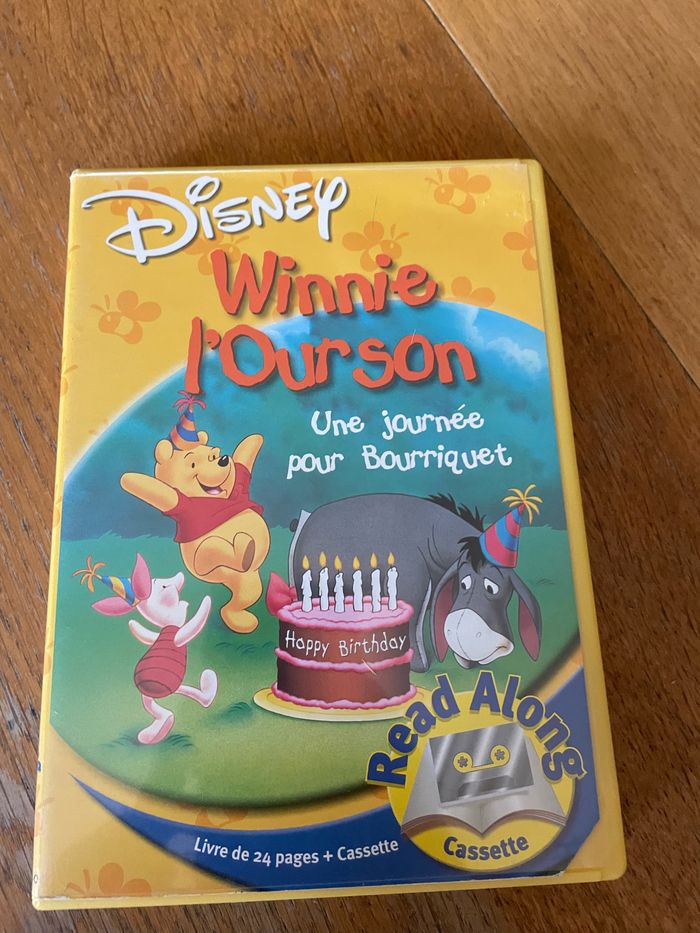 Disney
Winnie
l'Ourson
Une journée
pour Bourriquet
Happy Birthday
Read Along
Cassette
Livre de 24 pages + Cassette